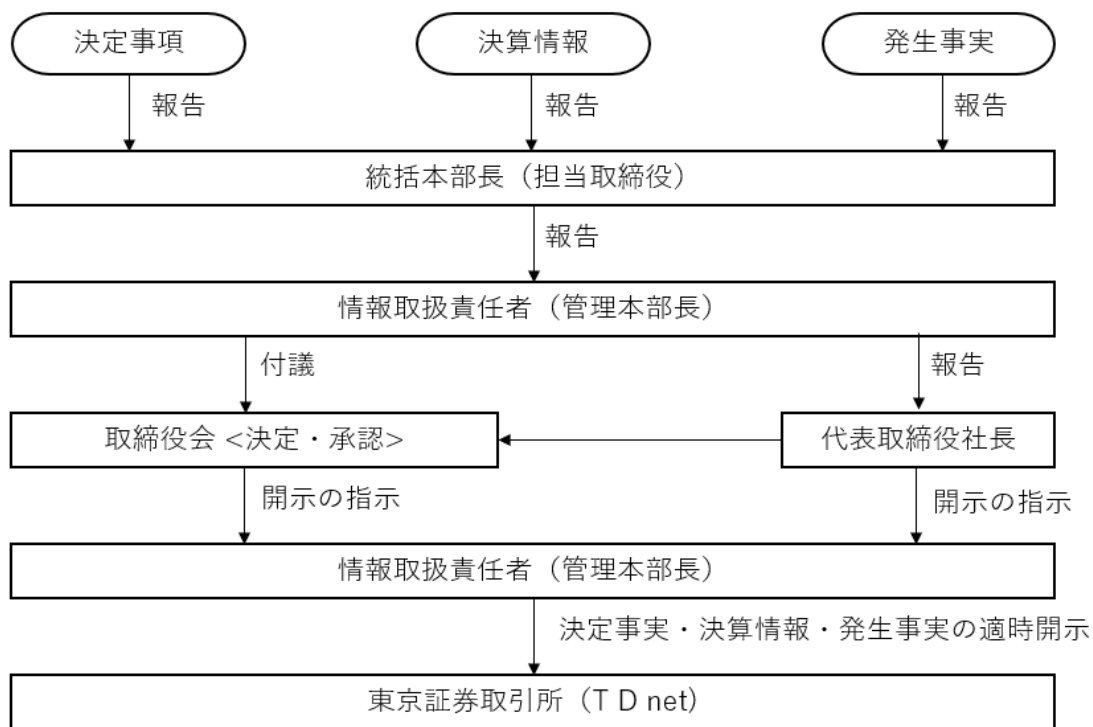 決定事項
決算情報
発生事実
報告
報告
報告
統括本部長（担当取締役）
報告
情報取扱責任者（管理本部長）
付議
報告
取締役会 <決定・承認>
代表取締役社長
開示の指示
開示の指示
情報取扱責任者（管理本部長）
決定事実・決算情報・発生事実の適時開示
東京証券取引所（T D net)